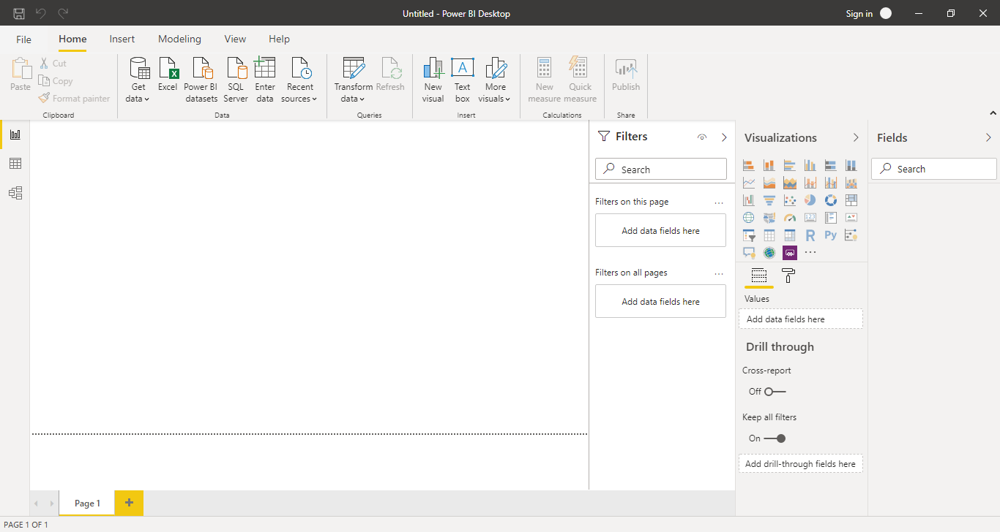 Untitled - Power BI Desktop
Sign in
File
Home
Insert
Modeling
View
Help
Paste
Cut
Copy
Format painter
Clipboard
Get
data
Excel
Power BI
datasets
SQL
Server
Enter
data
Recent
sources
Data
Transform
data
Refresh
Queries
New
visual
A
Text
box
More
visuals
Insert
New
measure
Quick
measure
Calculations
Publish
Share
Filters
Search
Filters on this page
...
Add data fields here
Filters on all pages
...
Add data fields here
Visualizations
123
R
Py
...
Values
Add data fields here
Drill through
Cross-report
Off
Keep all filters
On
Add drill-through fields here
Fields
Search
Page 1
+
PAGE 1 OF 1